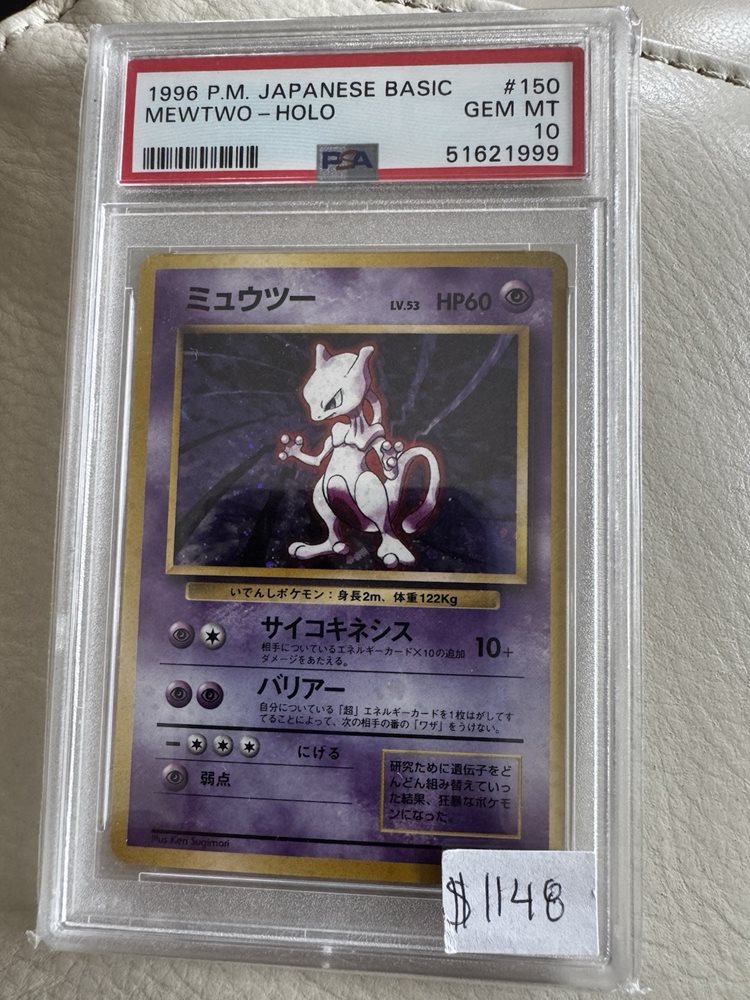 1996 P.M. JAPANESE BASIC #150
MEWTWO - HOLO GEM MT
10
PSA 51621999
ミュウツー LV.53 HP60
いでんしポケモン：身長2m、体重122Kg
サイコキネシス 10+
相手についているエネルギーカード×10の追加
ダメージをあたえる。
バリアー
自分についている「超」エネルギーカードを1枚はがしてす
てることによって、次の相手の番の「ワザ」をうけない。
ー にげる
弱点
研究ために遺伝子をど
んどん組み替えていっ
た結果、狂暴なポケモ
ンになった。
Illus Ken Sugimori
$1148